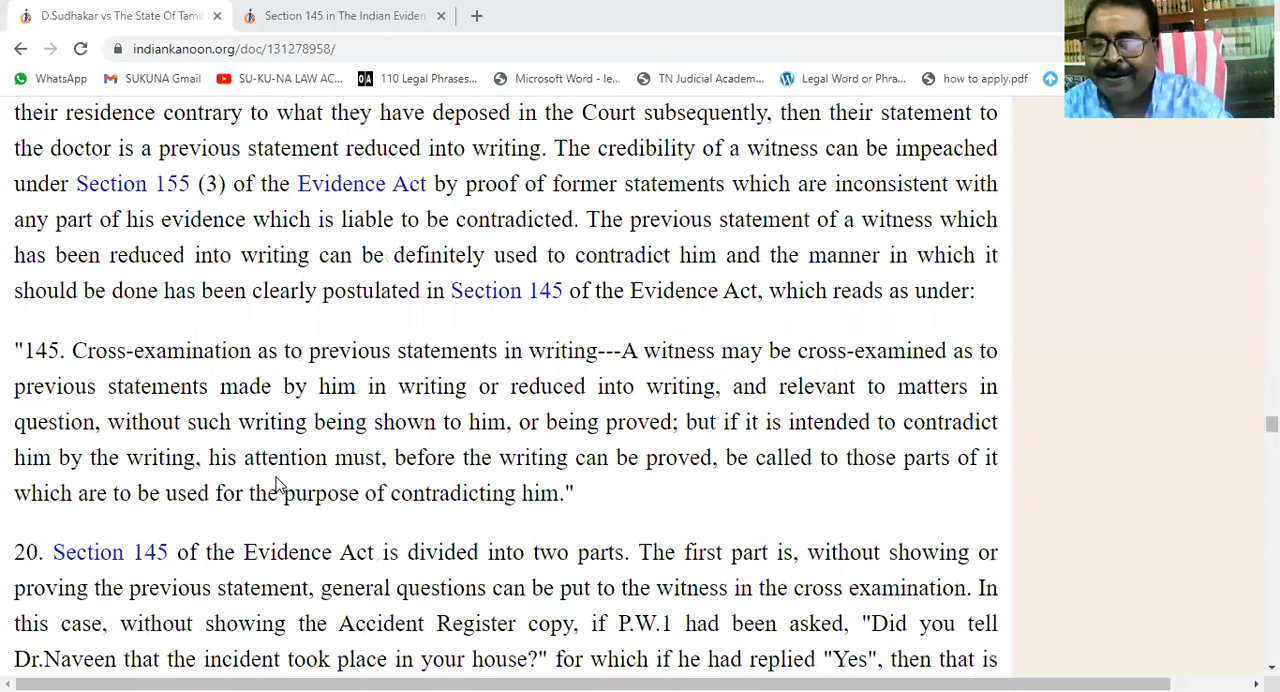 D.Sudhakar vs The State Of Tamil
Section 145 in The Indian Eviden
indiankanoon.org/doc/131278958/
WhatsApp
SUKUNA Gmail
SU-KU-NA LAW AC...
OA
110 Legal Phrases...
Microsoft Word - le...
TN Judicial Academ...
Legal Word or Phra...
how to apply.pdf
their residence contrary to what they have deposed in the Court subsequently, then their statement to
the doctor is a previous statement reduced into writing. The credibility of a witness can be impeached
under Section 155 (3) of the Evidence Act by proof of former statements which are inconsistent with
any part of his evidence which is liable to be contradicted. The previous statement of a witness which
has been reduced into writing can be definitely used to contradict him and the manner in which it
should be done has been clearly postulated in Section 145 of the Evidence Act, which reads as under:
"145. Cross-examination as to previous statements in writing---A witness may be cross-examined as to
previous statements made by him in writing or reduced into writing, and relevant to matters in
question, without such writing being shown to him, or being proved; but if it is intended to contradict
him by the writing, his attention must, before the writing can be proved, be called to those parts of it
which are to be used for the purpose of contradicting him."
20. Section 145 of the Evidence Act is divided into two parts. The first part is, without showing or
proving the previous statement, general questions can be put to the witness in the cross examination. In
this case, without showing the Accident Register copy, if P.W.1 had been asked, "Did you tell
Dr.Naveen that the incident took place in your house?" for which if he had replied "Yes", then that is